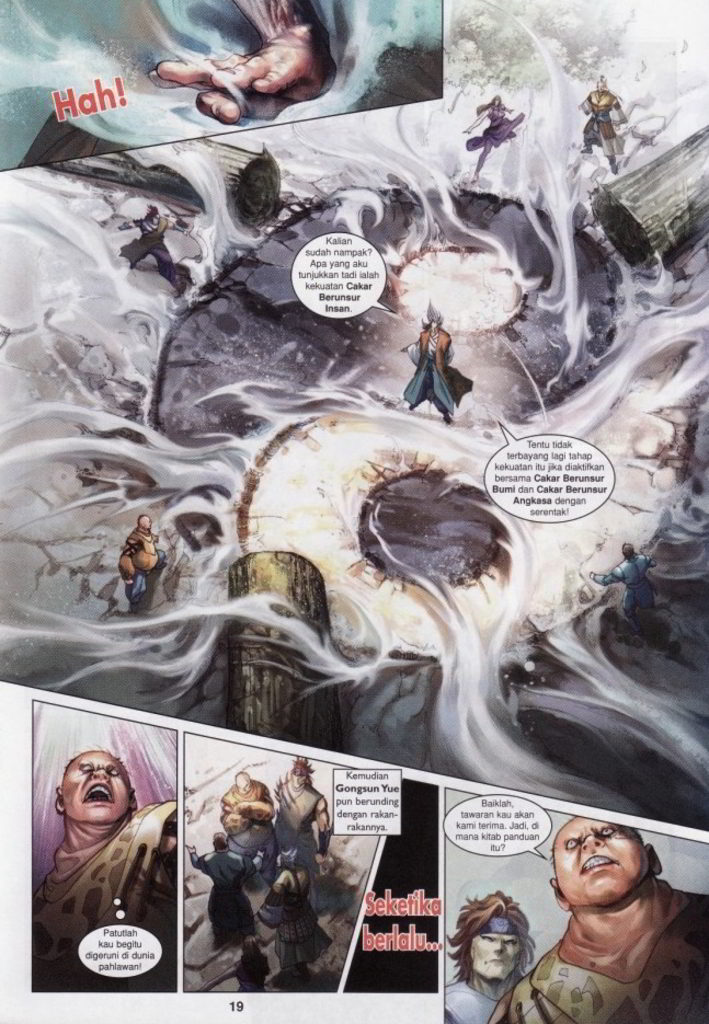 Hah!
Kalian
sudah nampak?
Apa yang aku
tunjukkan tadi ialah
kekuatan Cakar
Berunsur
Insan.
Tentu tidak
terbayang lagi tahap
kekuatan itu jika diaktifkan
bersama Cakar Berunsur
Bumi dan Cakar Berunsur
Angkasa dengan
serentak!
Patutlah
kau begitu
digeruni di dunia
pahlawan!
Kemudian
Gongsun Yue
pun berunding
dengan rakan-
rakannya.
Seketika
berlalu...
Baiklah,
tawaran kau akan
kami terima. Jadi, di
mana kitab panduan
itu?
19